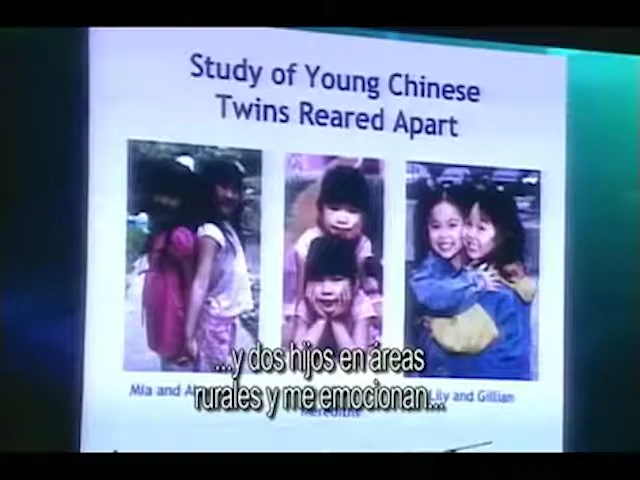 Study of Young Chinese
Twins Reared Apart
...y dos hijos en áreas
Mia and
rurales y me emocionan...
Lily and Gillian